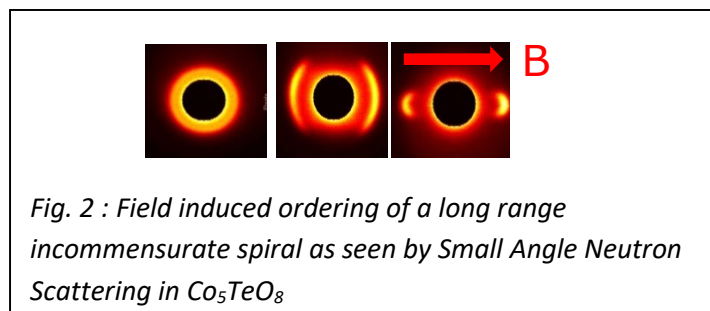 B
Fig. 2 : Field induced ordering of a long range
incommensurate spiral as seen by Small Angle Neutron
Scattering in Co₅TeO₈